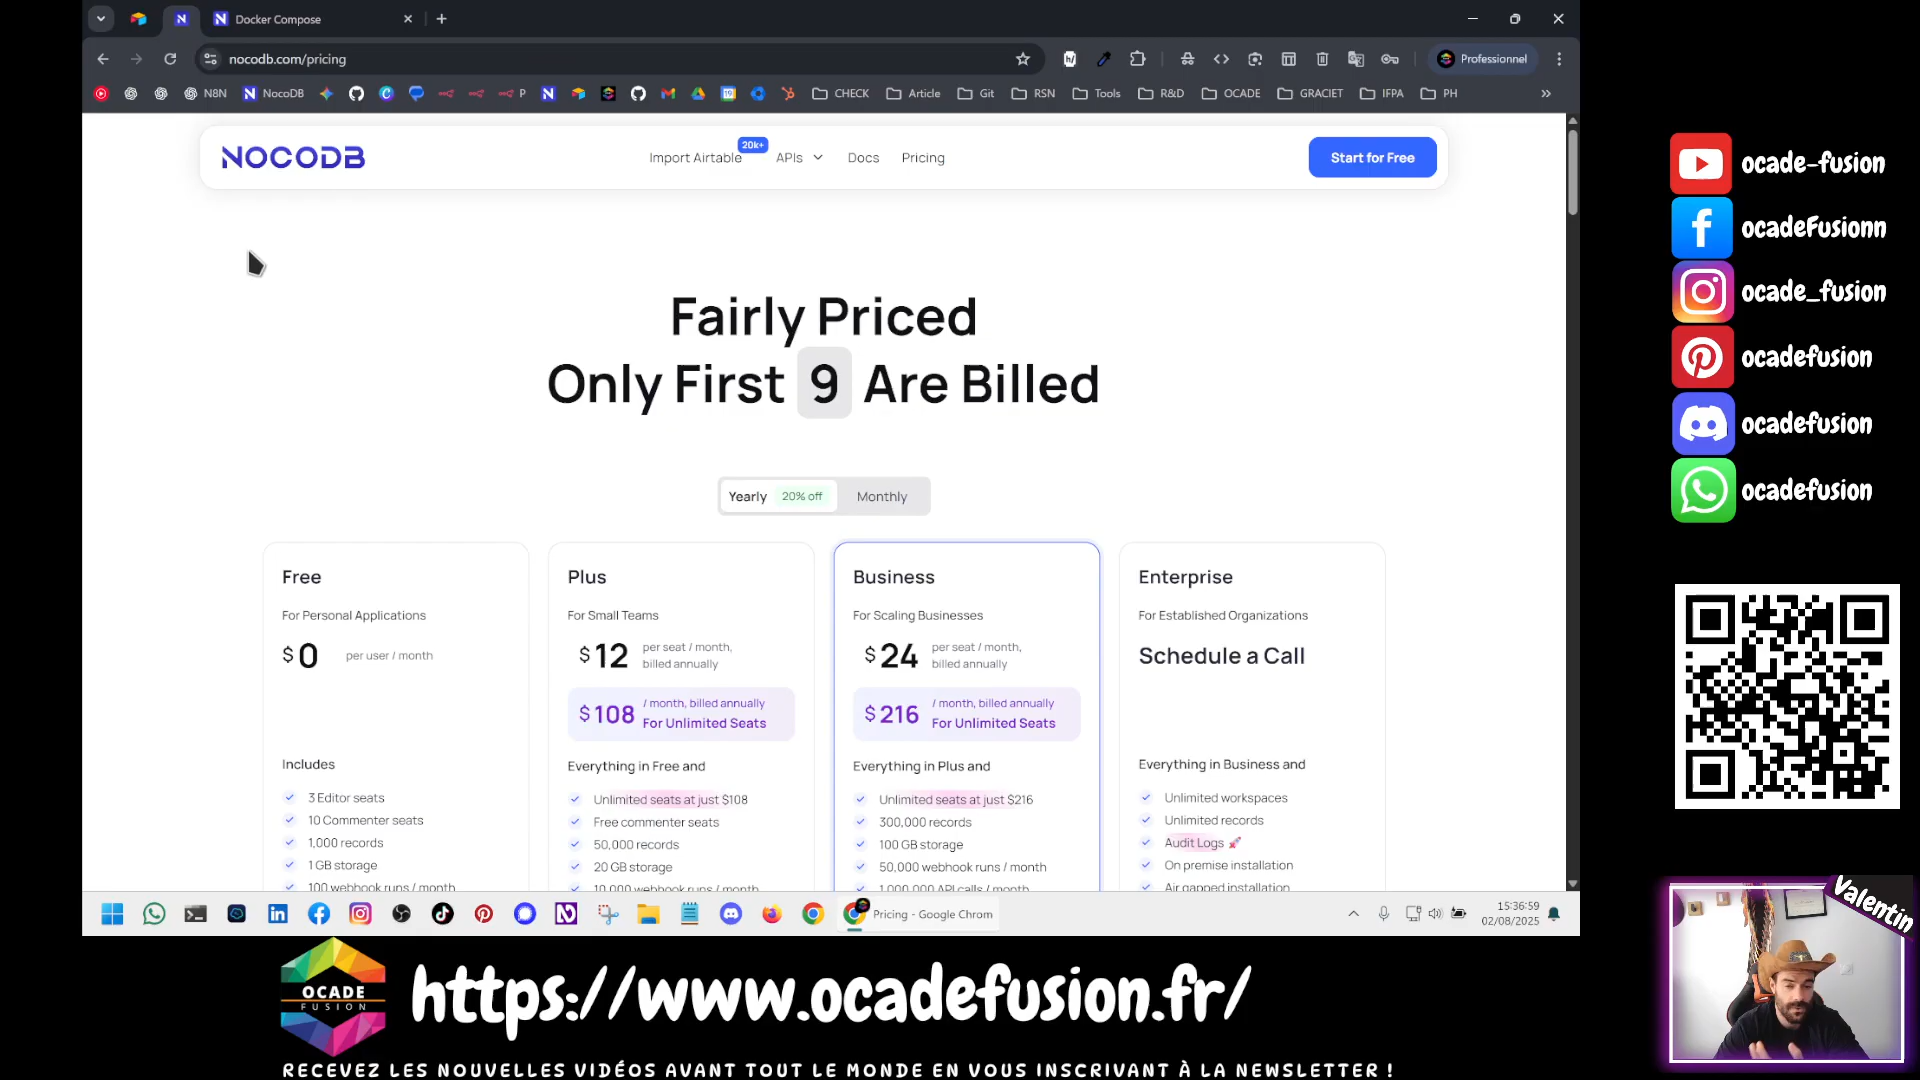 Docker Compose
nocodb.com/pricing
Professionnel
N8N
NocoDB
P
CHECK
Article
Git
RSN
Tools
R&D
OCADE
GRACIET
IFPA
PH
NOCODB
Import Airtable
20k+
APIs
Docs
Pricing
Start for Free
Fairly Priced
Only First 9 Are Billed
Yearly 20% off
Monthly
Free
For Personal Applications
$0 per user / month
Includes
3 Editor seats
10 Commenter seats
1,000 records
1 GB storage
100 webhook runs / month
Plus
For Small Teams
$12 per seat / month,
billed annually
$108 / month, billed annually
For Unlimited Seats
Everything in Free and
Unlimited seats at just $108
Free commenter seats
50,000 records
20 GB storage
10,000 webhook runs / month
Business
For Scaling Businesses
$24 per seat / month,
billed annually
$216 / month, billed annually
For Unlimited Seats
Everything in Plus and
Unlimited seats at just $216
300,000 records
100 GB storage
50,000 webhook runs / month
1,000,000 API calls / month
Enterprise
For Established Organizations
Schedule a Call
Everything in Business and
Unlimited workspaces
Unlimited records
Audit Logs 🚀
On premise installation
Air gapped installation
Pricing - Google Chrom
15:36:59
02/08/2025
ocade-fusion
ocadeFusionn
ocade_fusion
ocadefusion
ocadefusion
ocadefusion
Valentin
OCADE
FUSION
https://www.ocadefusion.fr/
RECEVEZ LES NOUVELLES VIDÉOS AVANT TOUT LE MONDE EN VOUS INSCRIVANT À LA NEWSLETTER !